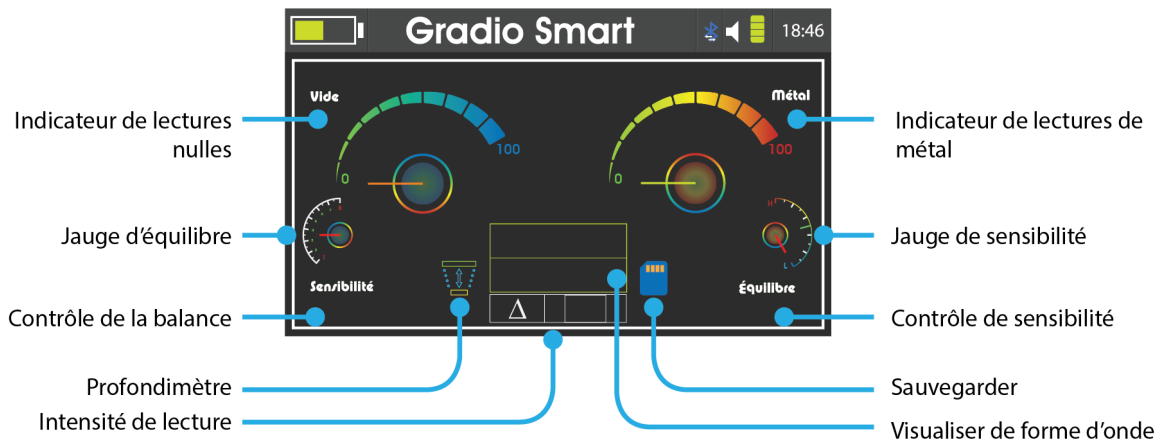 Gradio Smart
18:46
Vide
Métal
Indicateur de lectures
nulles
Indicateur de lectures de
métal
100
100
0
0
H
L
Jauge d'équilibre
Jauge de sensibilité
Sensibilité
Équilibre
Contrôle de la balance
Δ
Contrôle de sensibilité
Profondimètre
Sauvegarder
Intensité de lecture
Visualiser de forme d'onde